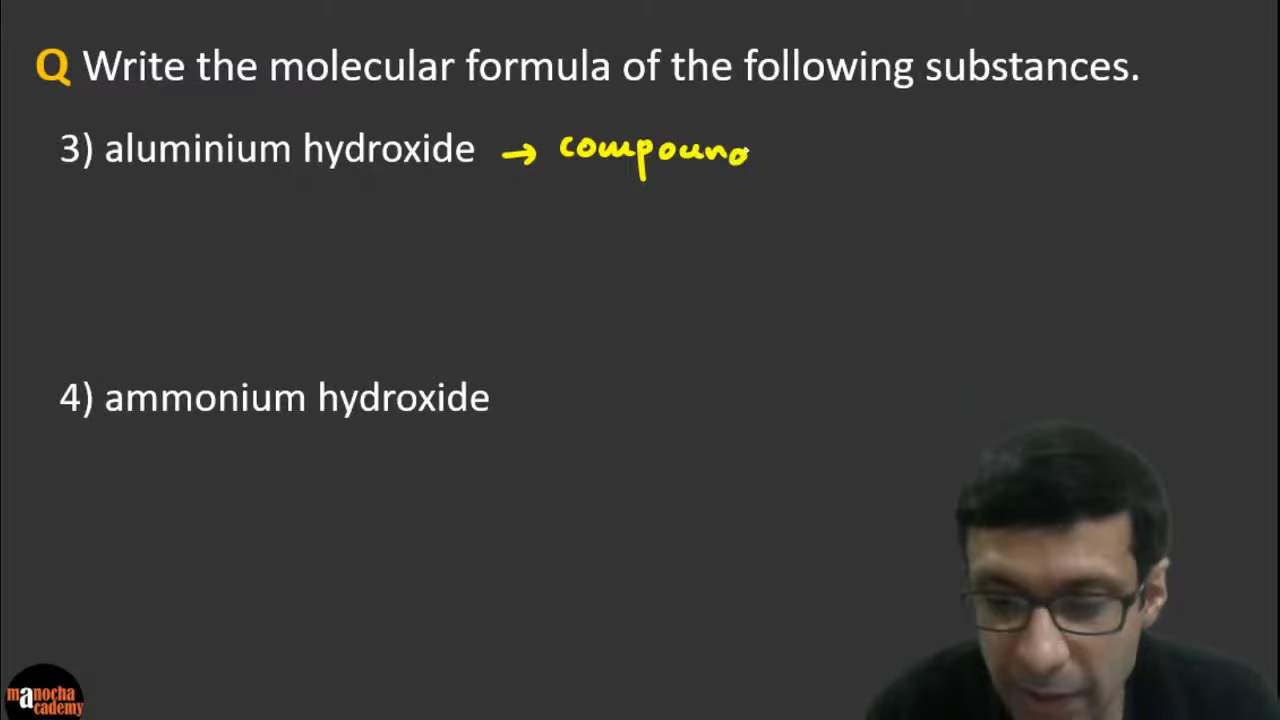 Q Write the molecular formula of the following substances.
3) aluminium hydroxide → compound
4) ammonium hydroxide
manocha
academy